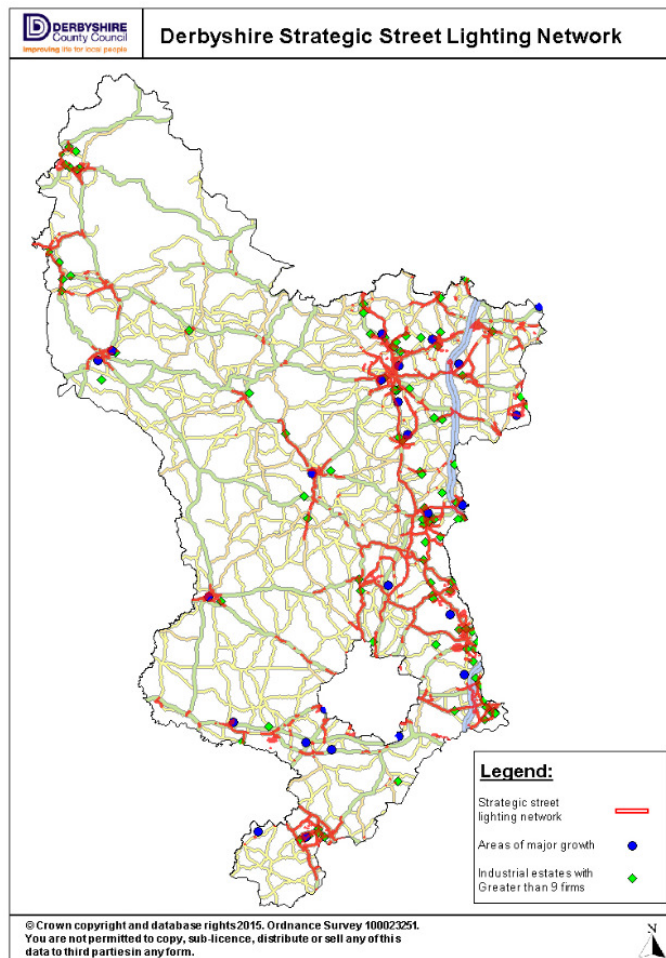 DERBYSHIRE
County Council
Improving life for local people
Derbyshire Strategic Street Lighting Network
Legend:
Strategic street
lighting network
Areas of major growth
Industrial estates with
Greater than 9 firms
© Crown copyright and database rights 2015. Ordnance Survey 100023251.
You are not permitted to copy, sub-licence, distribute or sell any of this
data to third parties in any form.
N